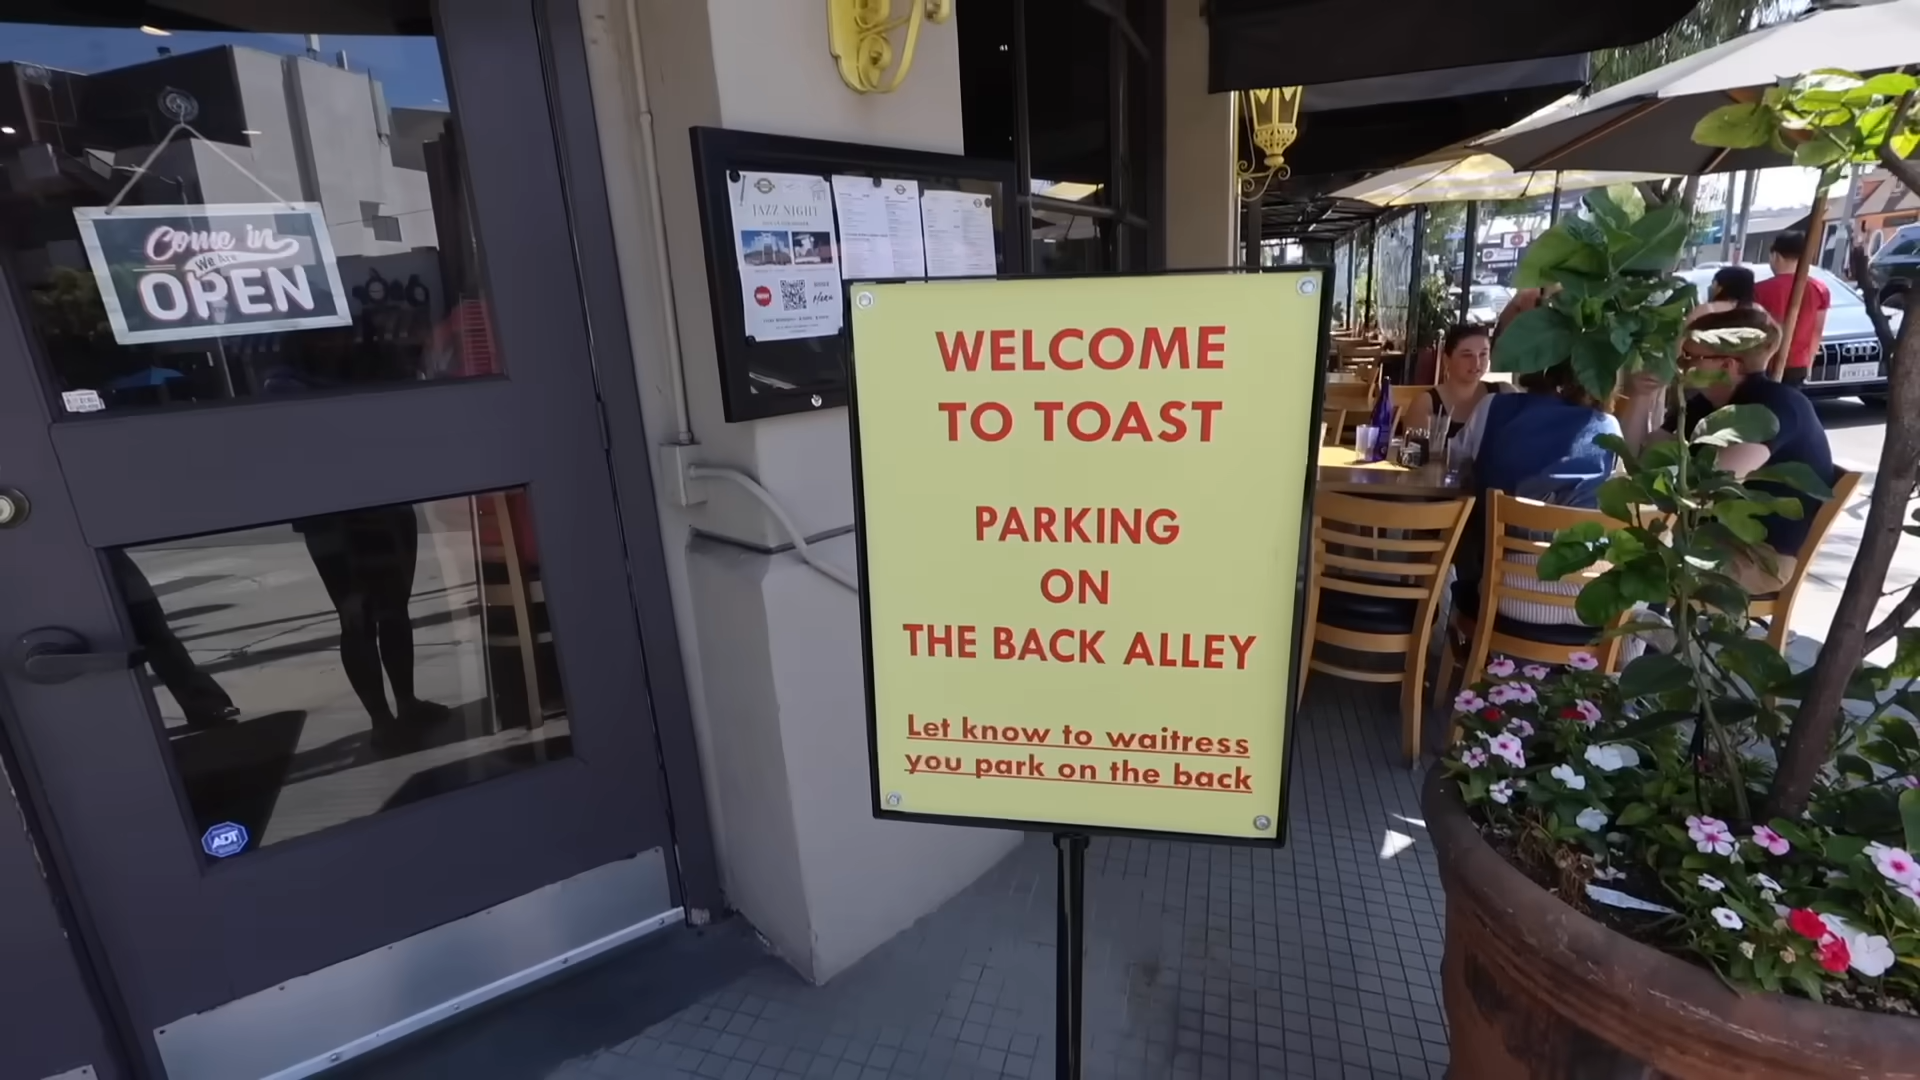 Come in
We Are
OPEN
JAZZ NIGHT
WELCOME
TO TOAST
PARKING
ON
THE BACK ALLEY
Let know to waitress
you park on the back
ADT